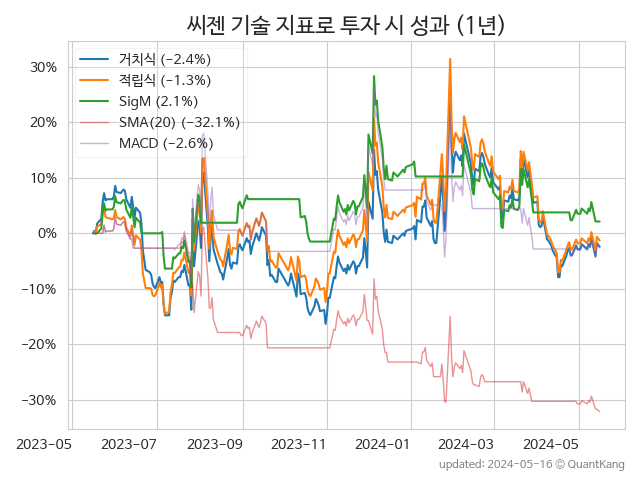 씨젠 기술 지표로 투자 시 성과 (1년)
거치식 (−2.4%)
적립식 (−1.3%)
SigM (2.1%)
SMA(20) (−32.1%)
MACD (−2.6%)
30%
20%
10%
0%
−10%
−20%
−30%
2023-05 2023-07 2023-09 2023-11 2024-01 2024-03 2024-05
updated: 2024-05-16 © QuantKang